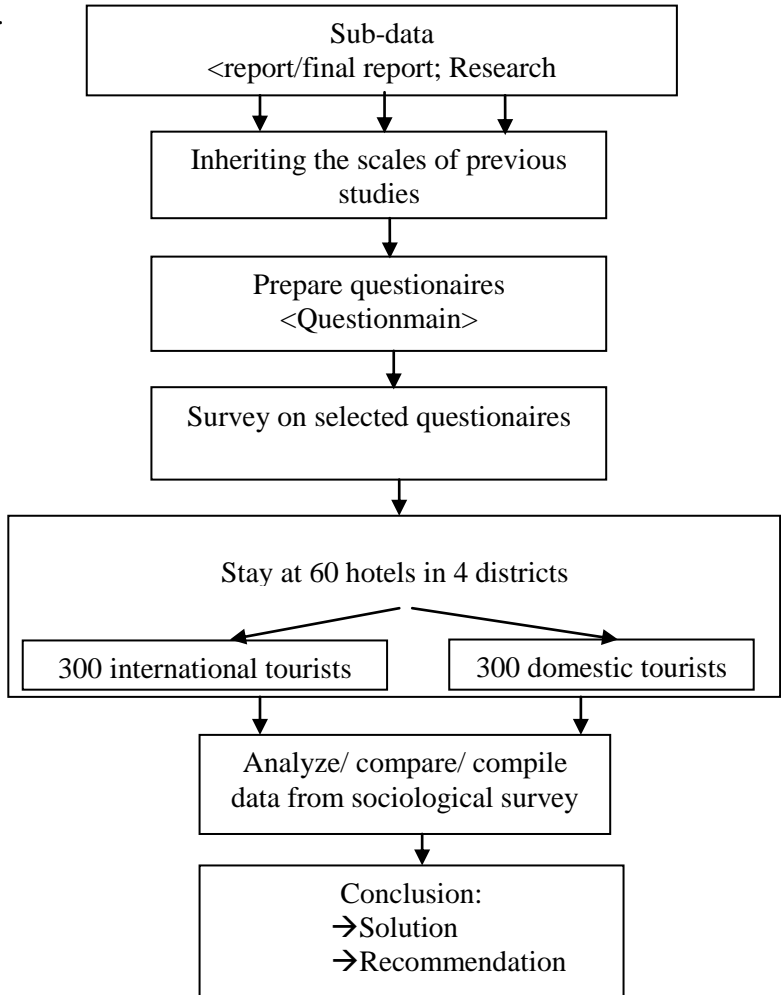 Sub-data
<report/final report; Research
Inheriting the scales of previous
studies
Prepare questionaires
<Questionmain>
Survey on selected questionaires
Stay at 60 hotels in 4 districts
300 international tourists
300 domestic tourists
Analyze/ compare/ compile
data from sociological survey
Conclusion:
→Solution
→Recommendation